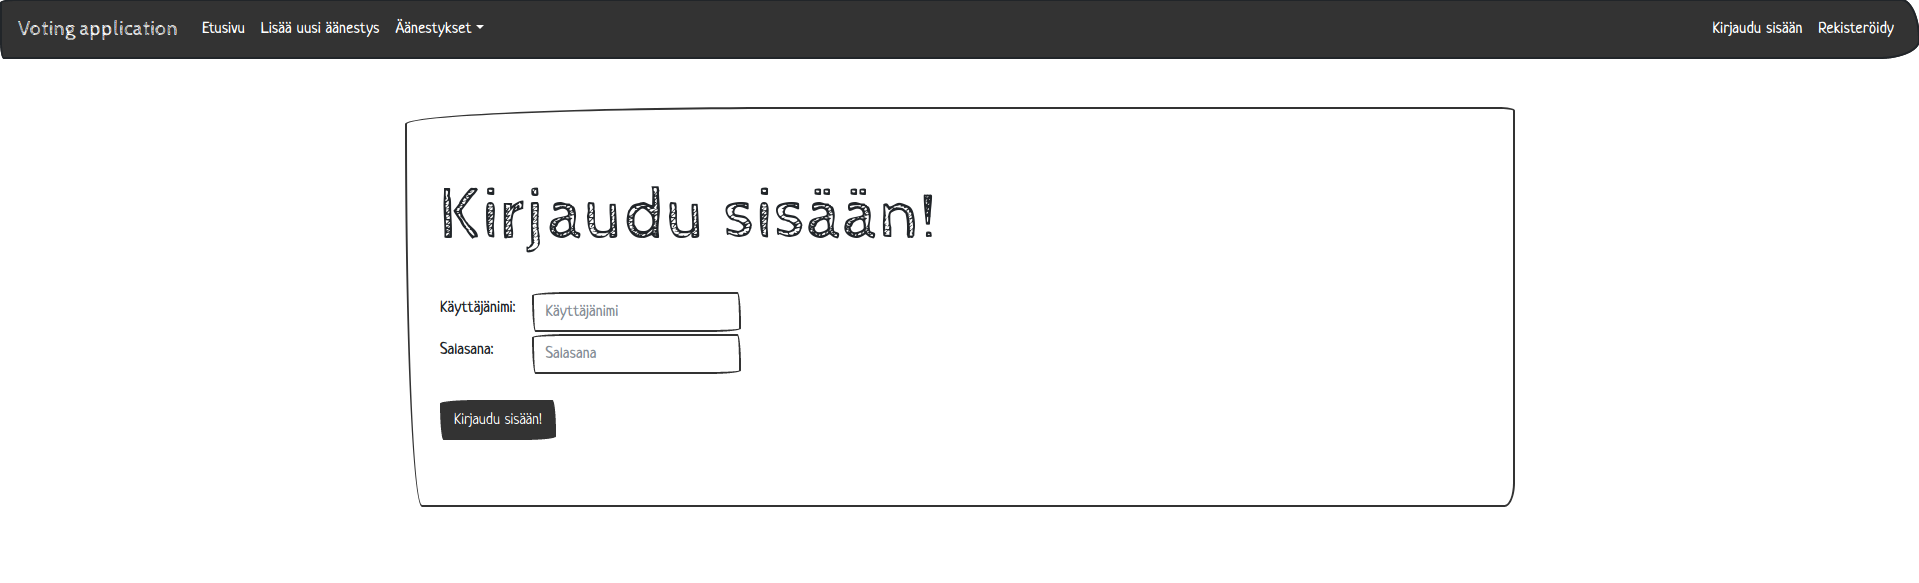 Voting application Etusivu Lisää uusi äänestys Äänestykset Kirjaudu sisään Rekisteröidy
Kirjaudu sisään!
Käyttäjänimi: Käyttäjänimi
Salasana: Salasana
Kirjaudu sisään!